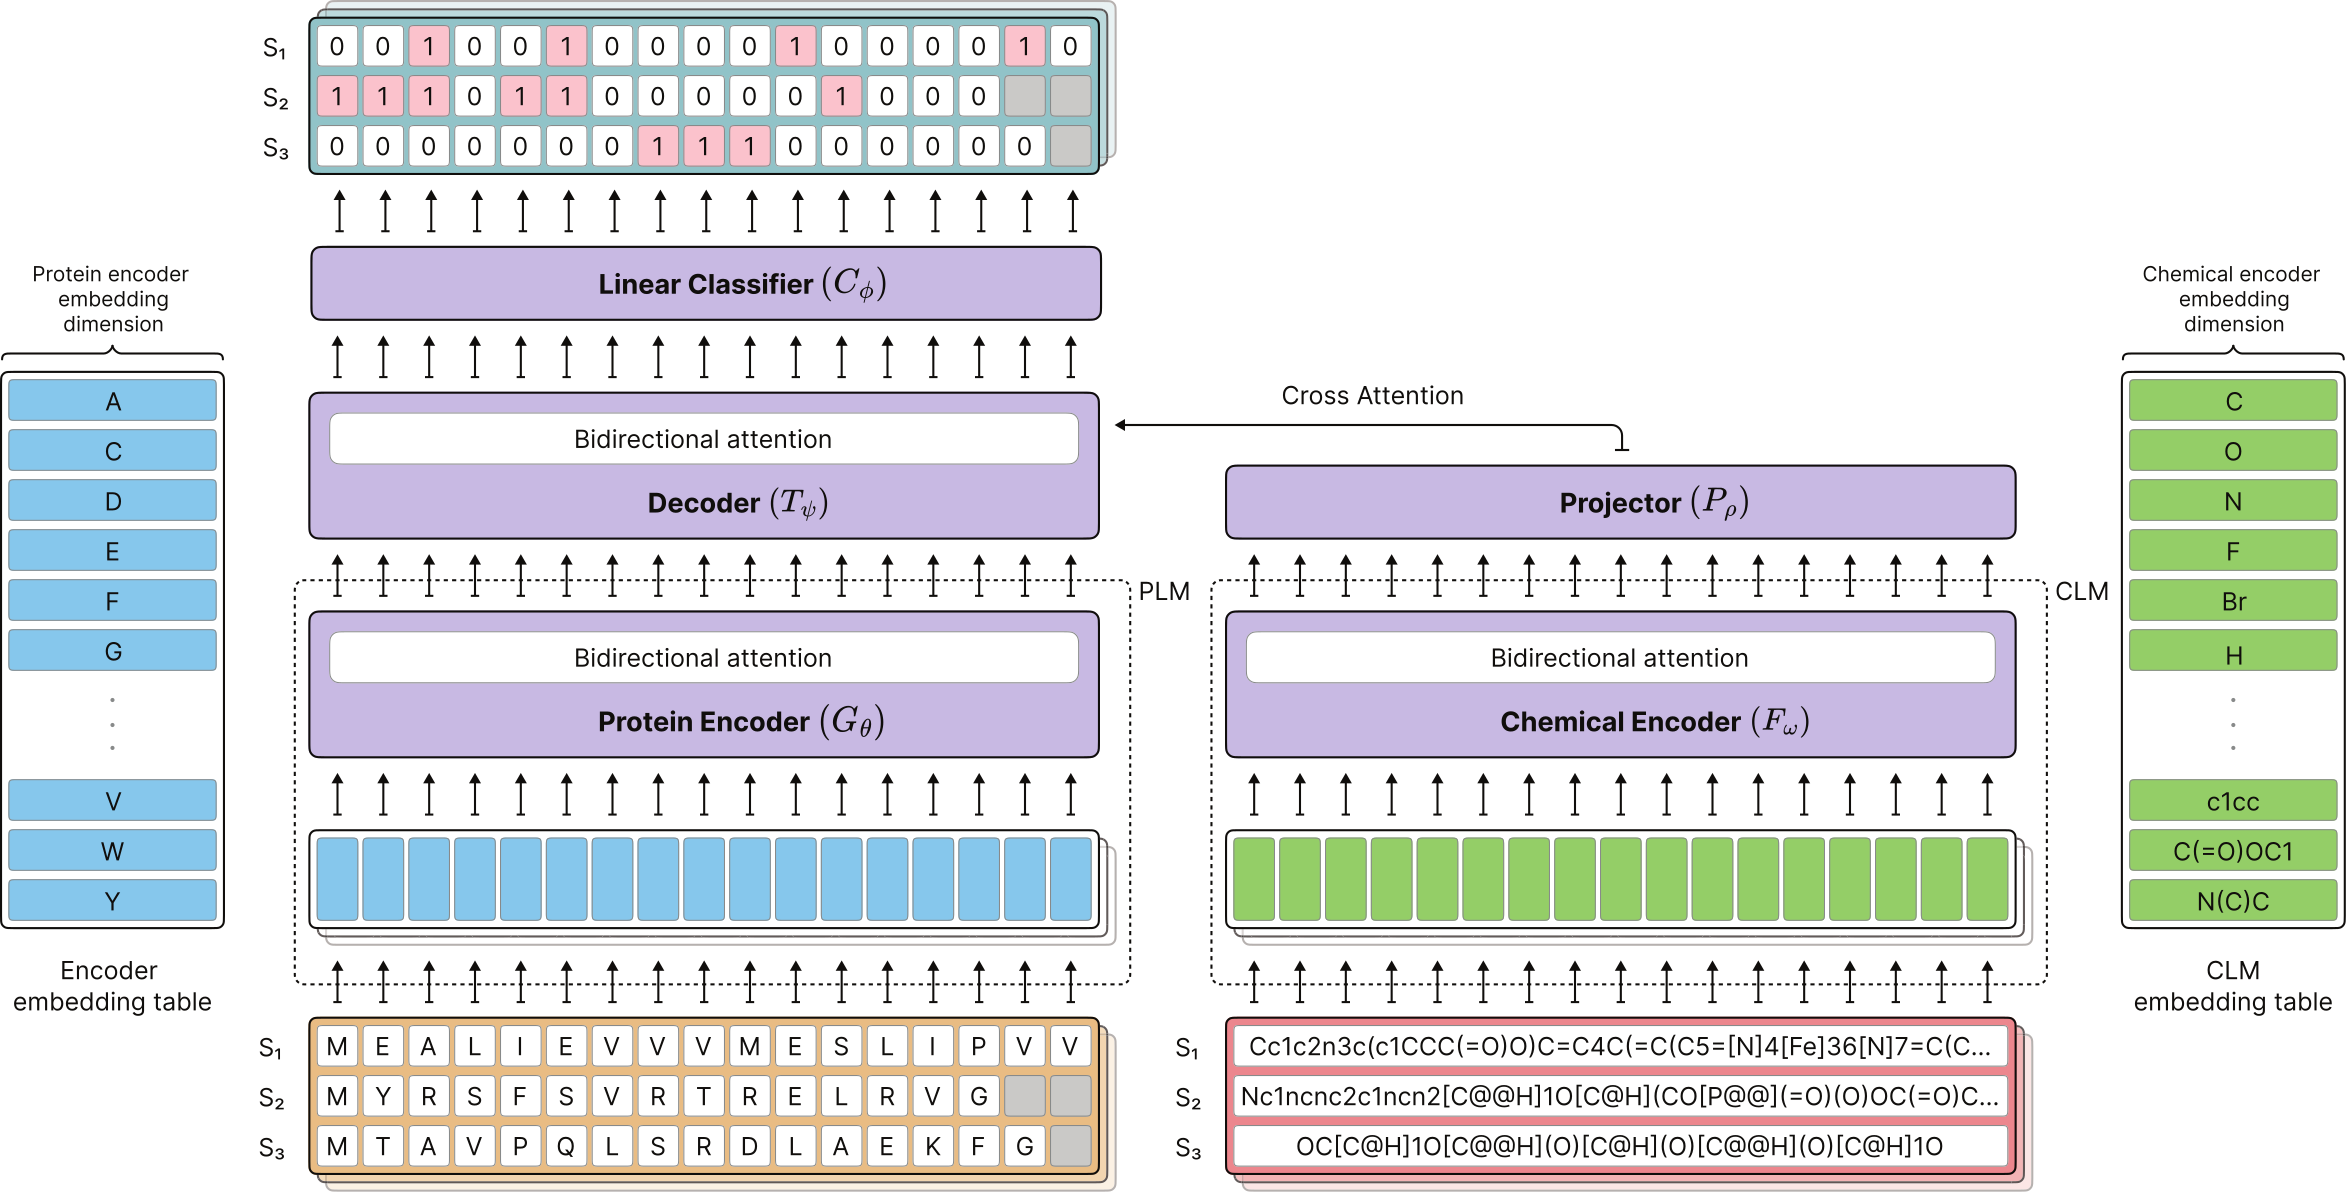 S₁ 0 0 1 0 0 1 0 0 0 0 1 0 0 0 0 1 0
S₂ 1 1 1 0 1 1 0 0 0 0 0 1 0 0 0
S₃ 0 0 0 0 0 0 0 1 1 1 0 0 0 0 0 0
Linear Classifier (C_ϕ)
Protein encoder
embedding
dimension
A
C
D
E
F
G
V
W
Y
Encoder
embedding table
Bidirectional attention
Decoder (T_ψ)
Cross Attention
Projector (P_ρ)
PLM
Bidirectional attention
Protein Encoder (G_θ)
CLM
Bidirectional attention
Chemical Encoder (F_ω)
Chemical encoder
embedding
dimension
C
O
N
F
Br
H
c1cc
C(=O)OC1
N(C)C
CLM
embedding table
S₁ M E A L I E V V V M E S L I P V V
S₂ M Y R S F S V R T R E L R V G
S₃ M T A V P Q L S R D L A E K F G
S₁ Cc1c2n3c(c1CCC(=O)O)C=C4C(=C(C5=[N]4[Fe]36[N]7=C(C...
S₂ Nc1ncnc2c1ncn2[C@@H]1O[C@H](CO[P@@](=O)(O)OC(=O)C...
S₃ OC[C@H]1O[C@@H](O)[C@H](O)[C@@H](O)[C@H]1O